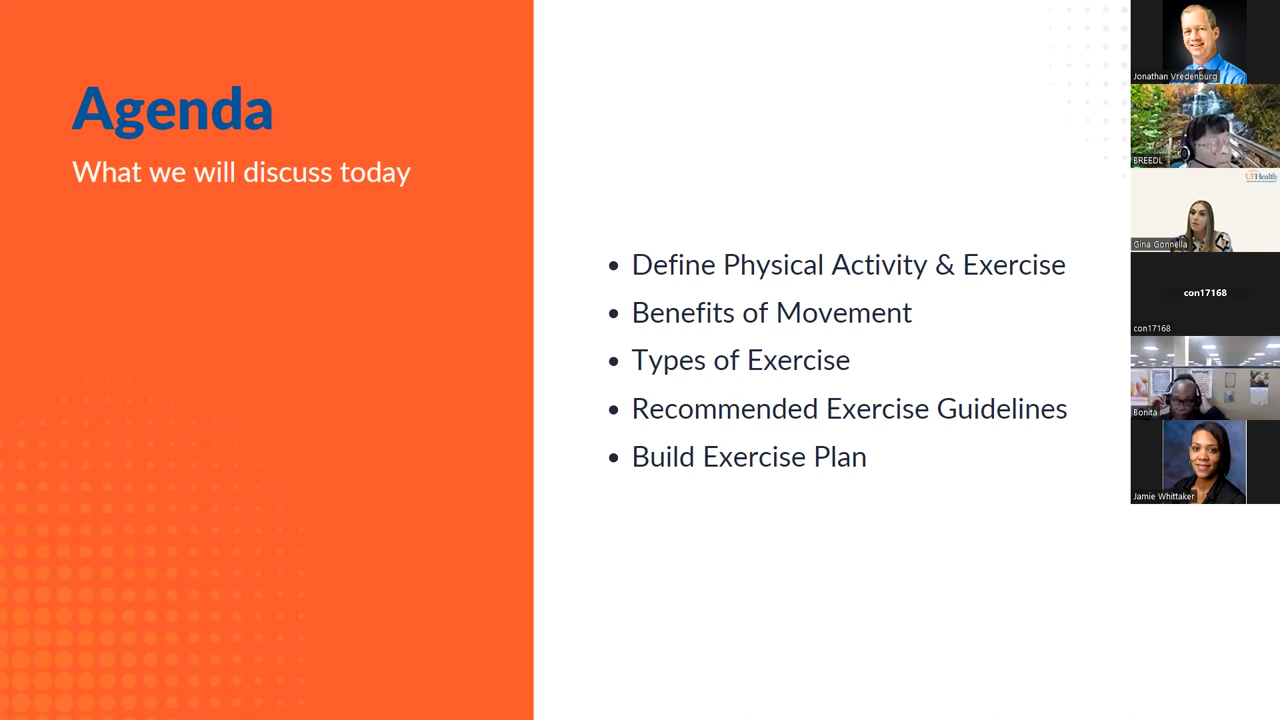 Agenda
What we will discuss today
• Define Physical Activity & Exercise
• Benefits of Movement
• Types of Exercise
• Recommended Exercise Guidelines
• Build Exercise Plan
Jonathan Vredenburg
BREEDL
UFHealth
Gina Gonnella
con17168
con17168
Bonita
Jamie Whittaker